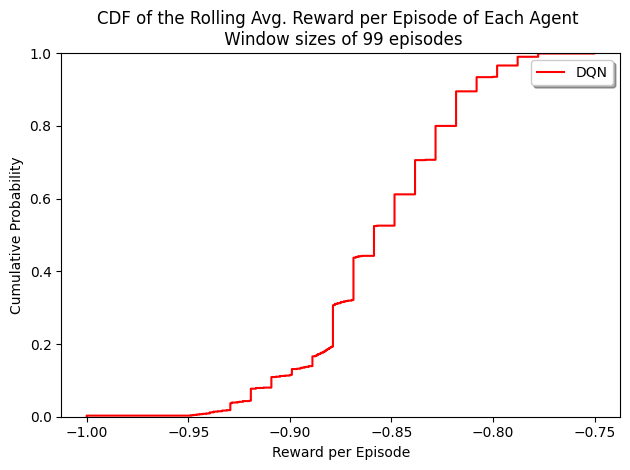 CDF of the Rolling Avg. Reward per Episode of Each Agent
Window sizes of 99 episodes
DQN
1.0
0.8
0.6
0.4
0.2
0.0
Cumulative Probability
−1.00 −0.95 −0.90 −0.85 −0.80 −0.75
Reward per Episode